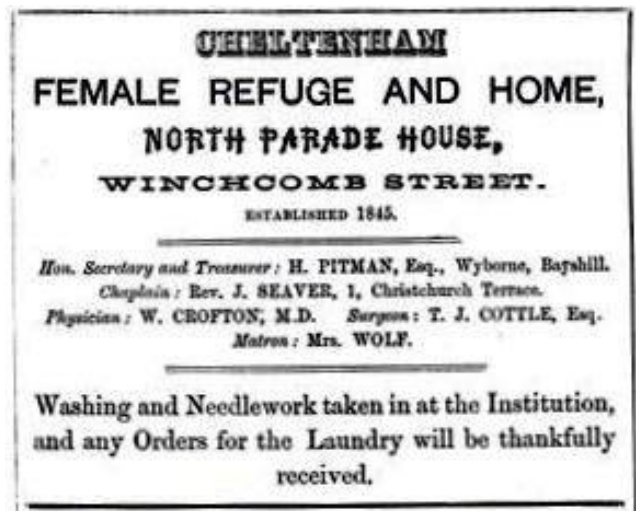 CHELTENHAM
FEMALE REFUGE AND HOME,
NORTH PARADE HOUSE,
WINCHCOMB STREET.
ESTABLISHED 1845.
Hon. Secretary and Treasurer: H. PITMAN, Esq., Wyborne, Bayshill.
Chaplain: Rev. J. SEAVER, 1, Christchurch Terrace.
Physician: W. CROFTON, M.D. Surgeon: T. J. COTTLE, Esq.
Matron: Mrs. WOLF.
Washing and Needlework taken in at the Institution,
and any Orders for the Laundry will be thankfully
received.